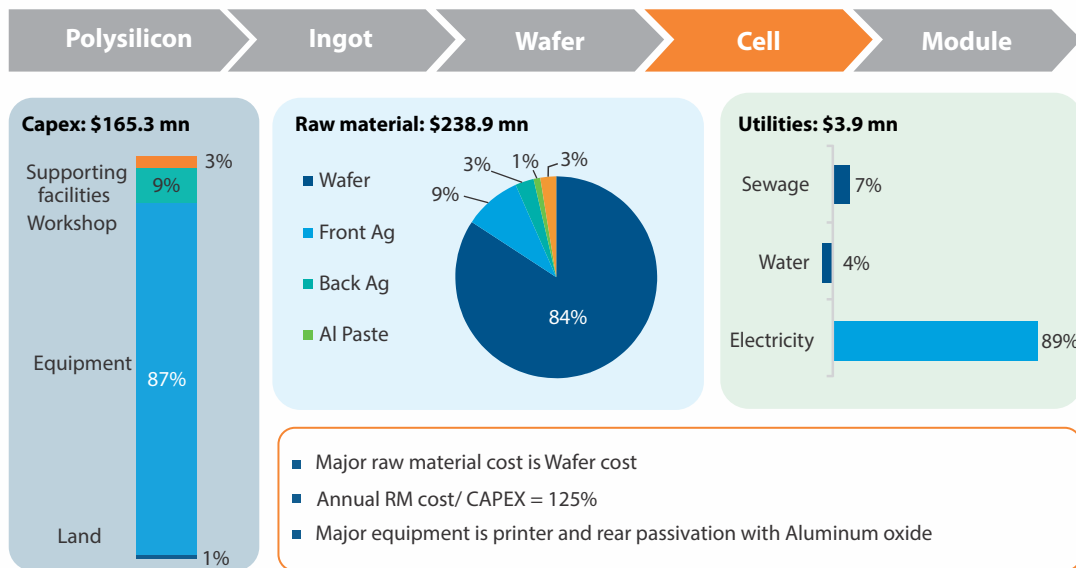 Polysilicon
Ingot
Wafer
Cell
Module
Capex: $165.3 mn
Supporting
facilities
Workshop
Equipment
Land
3%
9%
87%
1%
Raw material: $238.9 mn
Wafer
Front Ag
Back Ag
Al Paste
9%
3%
1%
3%
84%
Utilities: $3.9 mn
Sewage
7%
Water
4%
Electricity
89%
Major raw material cost is Wafer cost
Annual RM cost/ CAPEX = 125%
Major equipment is printer and rear passivation with Aluminum oxide